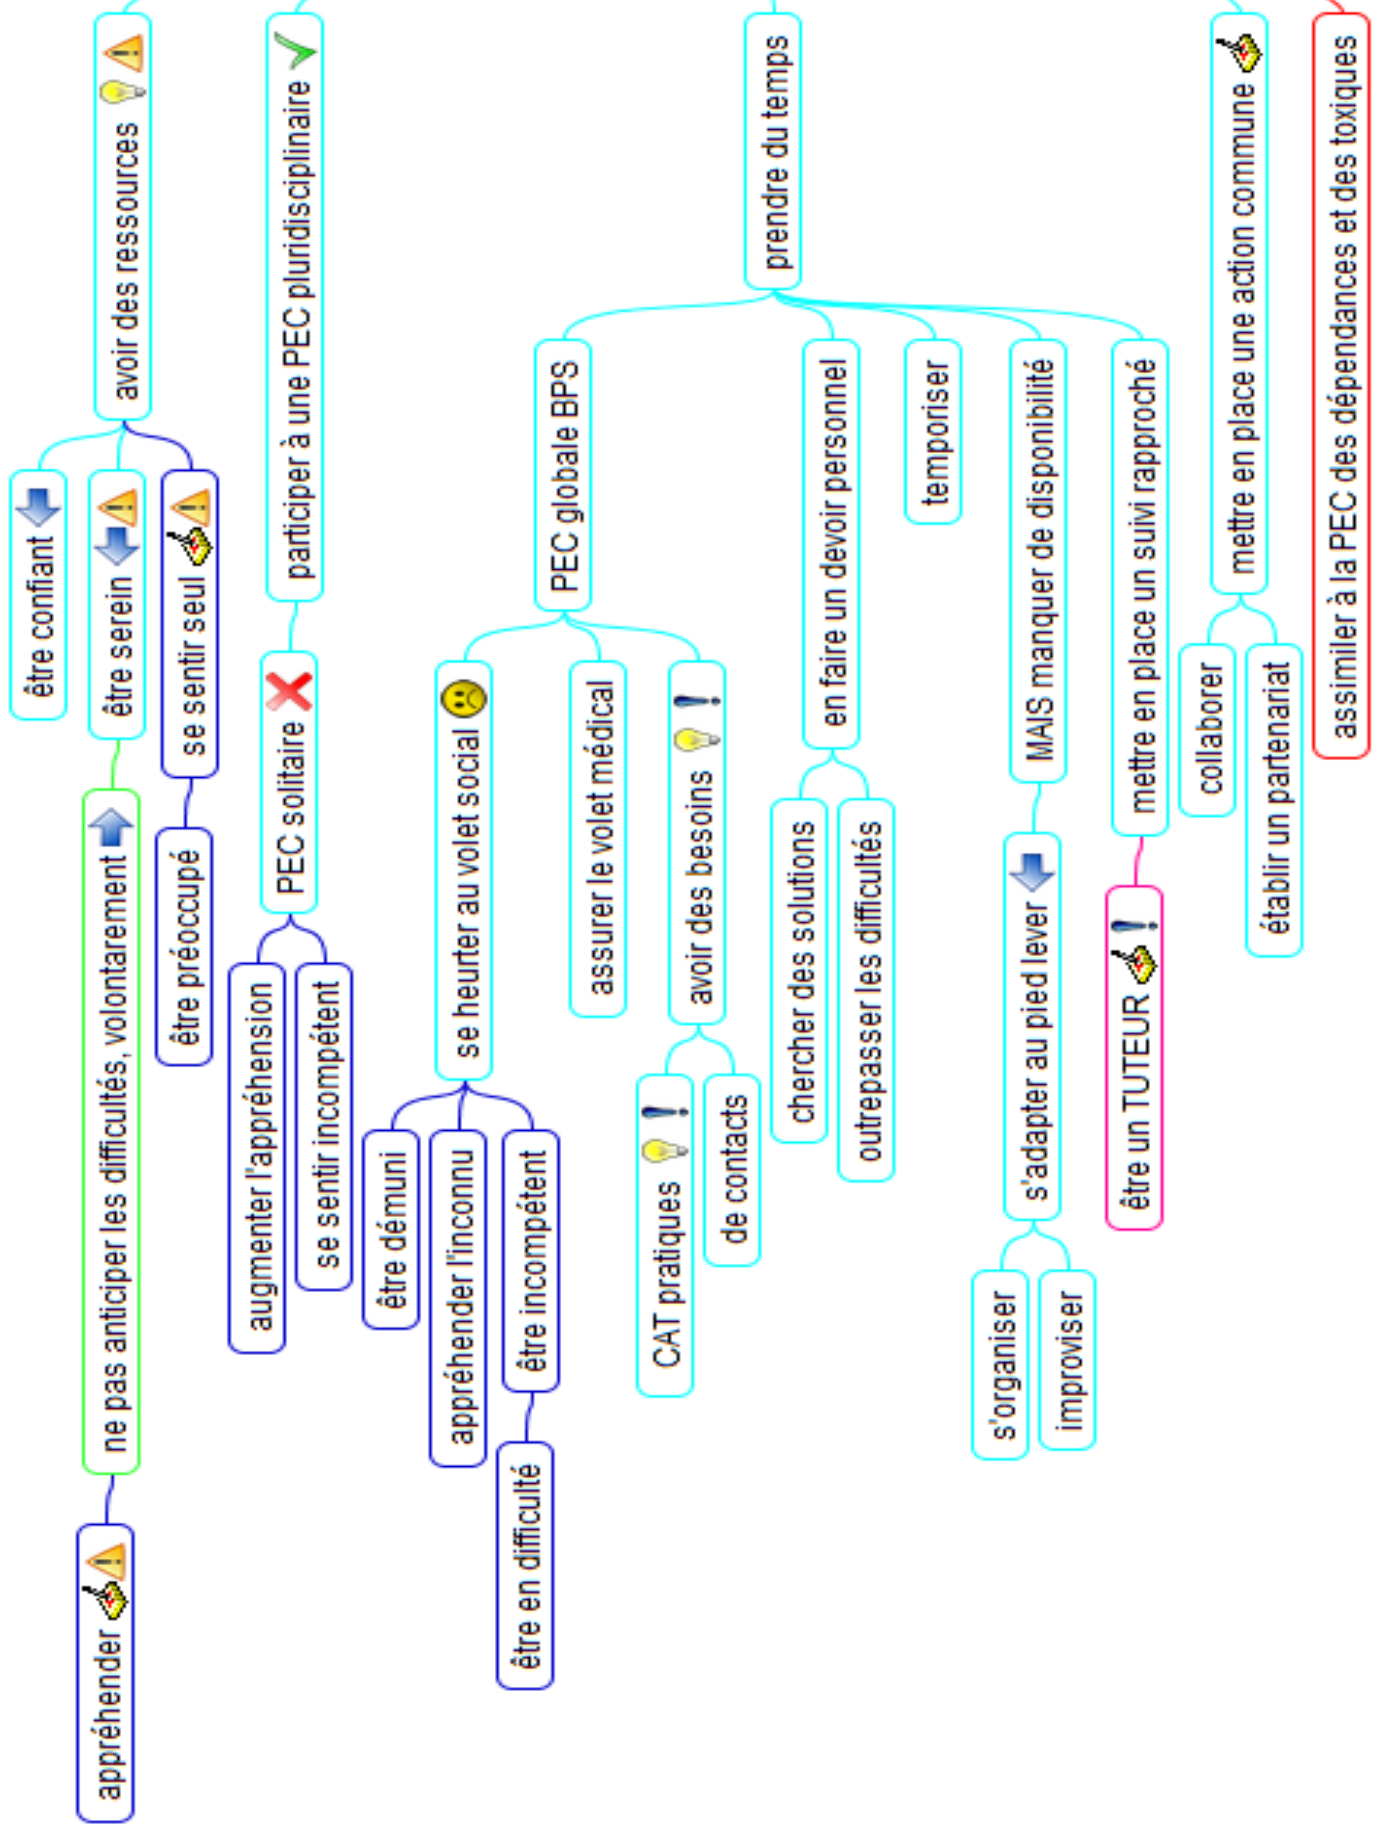 avoir des ressources
être confiant
être serein
ne pas anticiper les difficultés, volontarement
appréhender
se sentir seul
être préoccupé
participer à une PEC pluridisciplinaire
PEC solitaire
augmenter l'appréhension
se sentir incompétent
prendre du temps
PEC globale BPS
se heurter au volet social
être démuni
appréhender l'inconnu
être incompétent
être en difficulté
assurer le volet médical
avoir des besoins
CAT pratiques
de contacts
en faire un devoir personnel
chercher des solutions
outrepasser les difficultés
temporiser
MAIS manquer de disponibilité
s'adapter au pied lever
s'organiser
improviser
mettre en place un suivi rapproché
être un TUTEUR
mettre en place une action commune
collaborer
établir un partenariat
assimiler à la PEC des dépendances et des toxiques